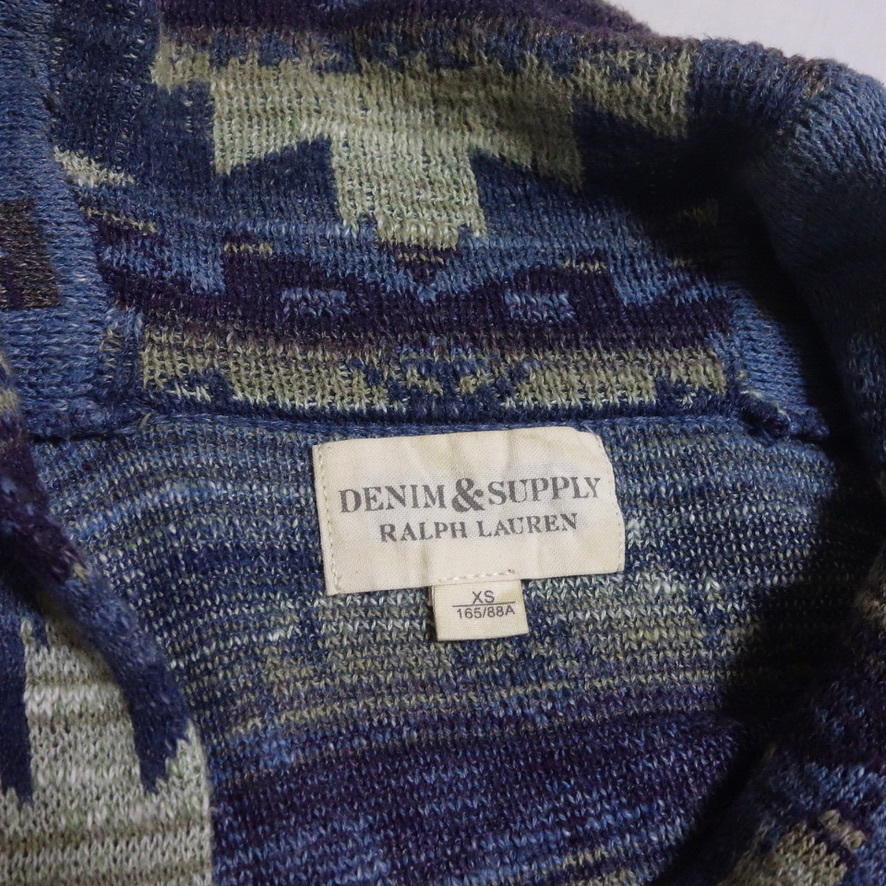 DENIM & SUPPLY
RALPH LAUREN
XS
165/88A